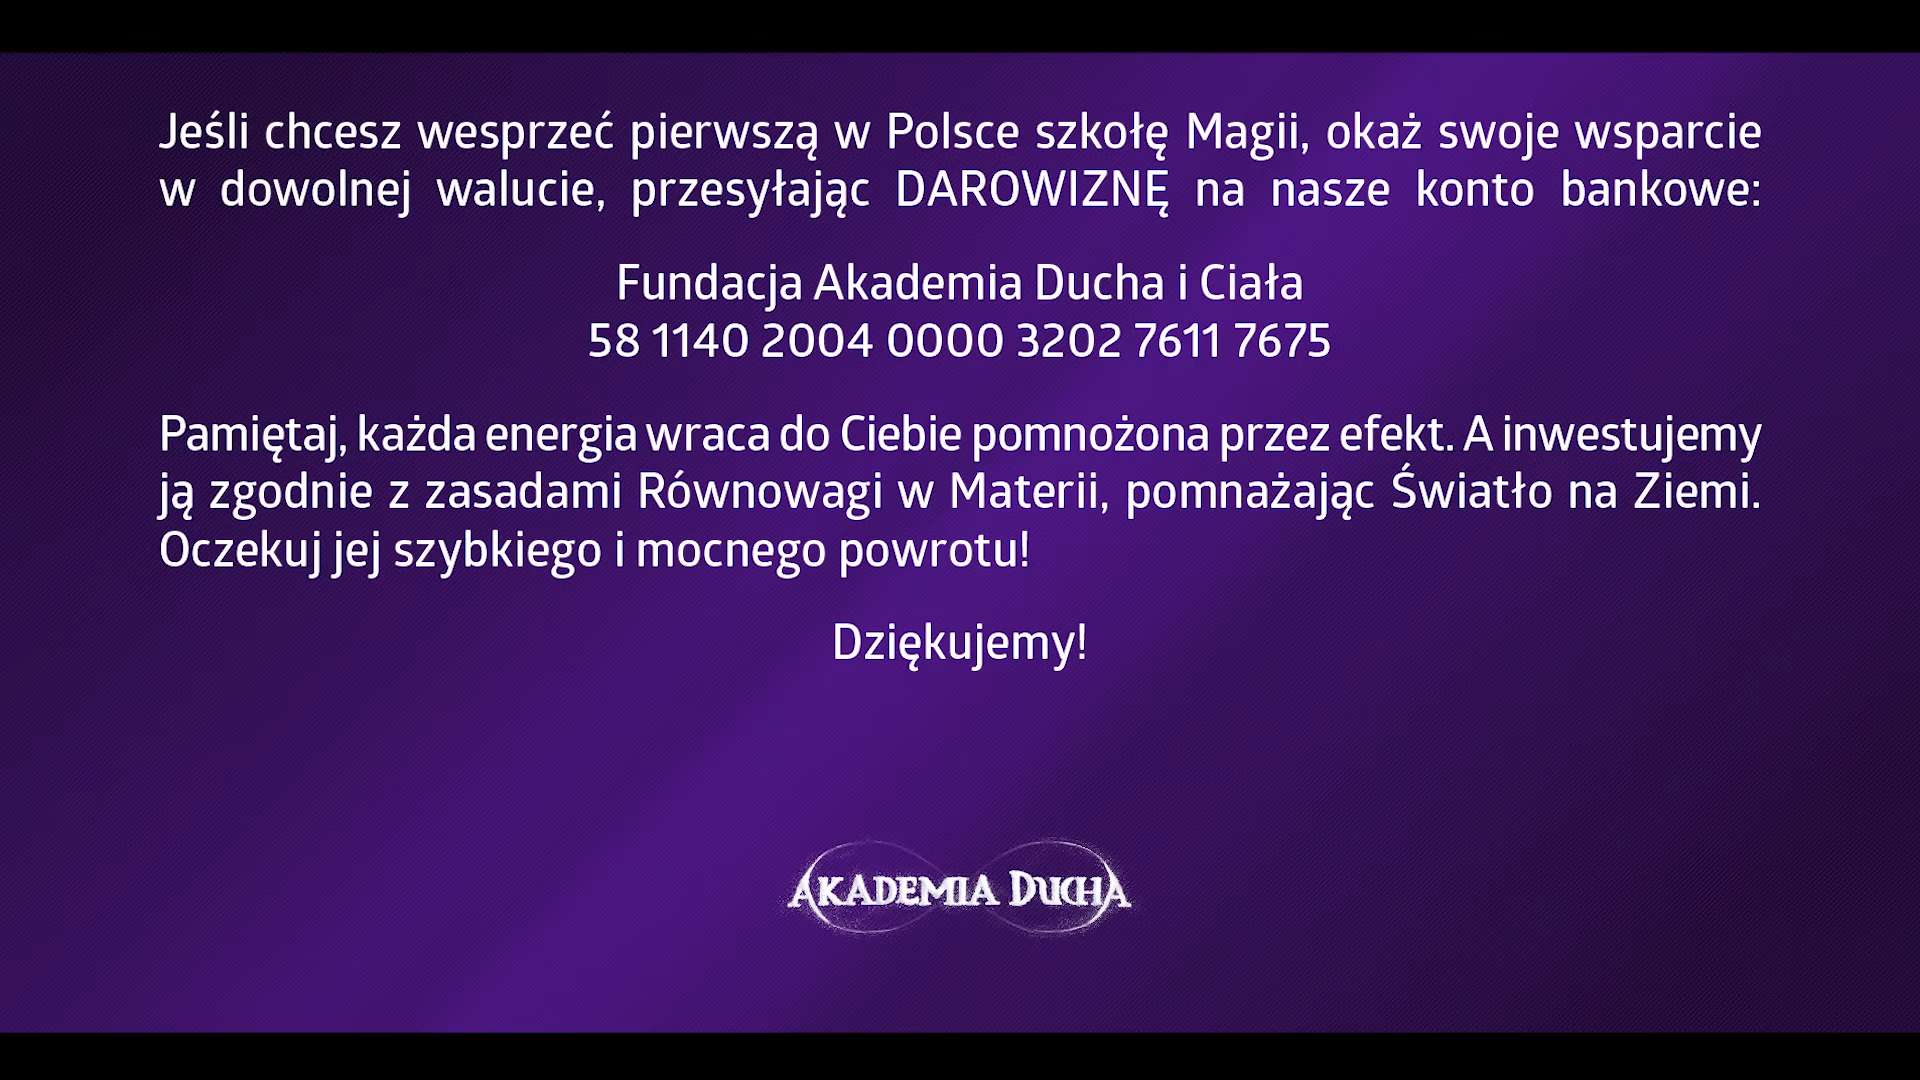 Jeśli chcesz wesprzeć pierwszą w Polsce szkołę Magii, okaż swoje wsparcie
w dowolnej walucie, przesyłając DAROWIZNĘ na nasze konto bankowe:
Fundacja Akademia Ducha i Ciała
58 1140 2004 0000 3202 7611 7675
Pamiętaj, każda energia wraca do Ciebie pomnożona przez efekt. A inwestujemy
ją zgodnie z zasadami Równowagi w Materii, pomnażając Światło na Ziemi.
Oczekuj jej szybkiego i mocnego powrotu!
Dziękujemy!
AKADEMIA DUCHA